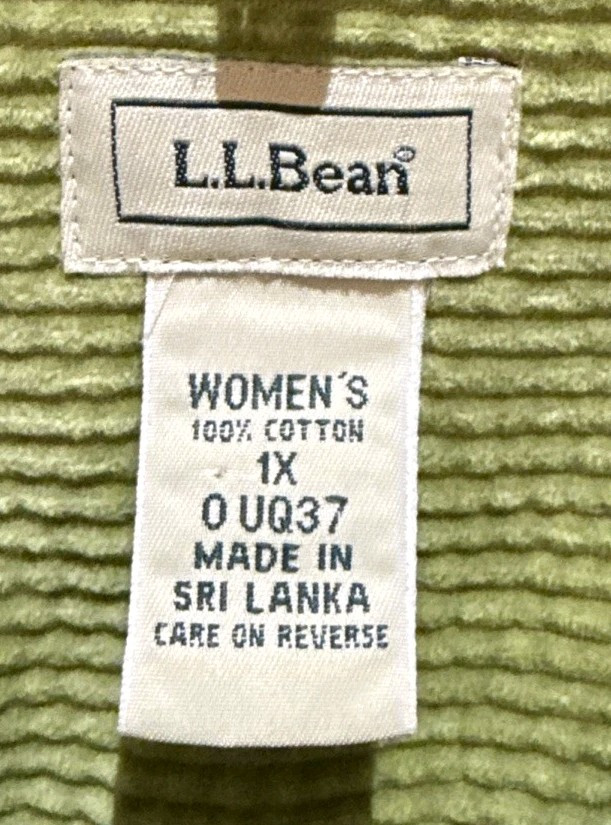 L.L.Bean®
WOMEN'S
100% COTTON
1X
0 UQ37
MADE IN
SRI LANKA
CARE ON REVERSE